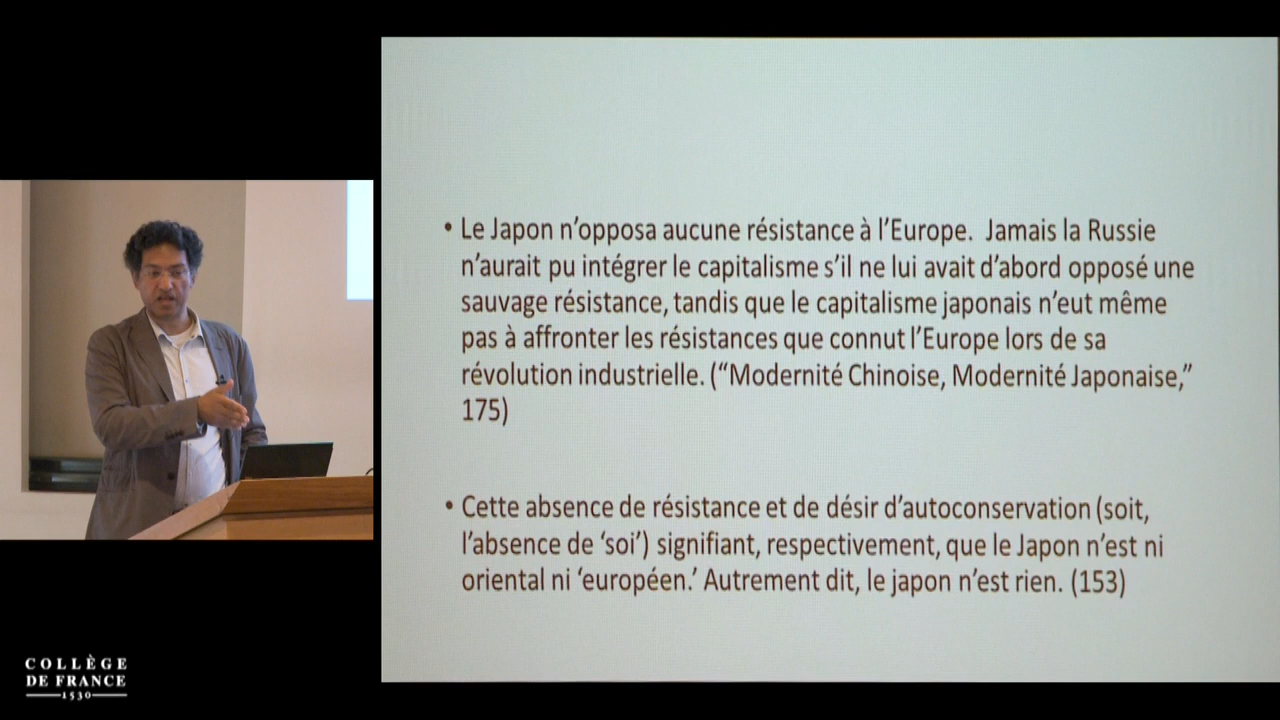 • Le Japon n’opposa aucune résistance à l’Europe. Jamais la Russie
n’aurait pu intégrer le capitalisme s’il ne lui avait d’abord opposé une
sauvage résistance, tandis que le capitalisme japonais n’eut même
pas à affronter les résistances que connut l’Europe lors de sa
révolution industrielle. (“Modernité Chinoise, Modernité Japonaise,”
175)
• Cette absence de résistance et de désir d’autoconservation (soit,
l’absence de ‘soi’) signifiant, respectivement, que le Japon n’est ni
oriental ni ‘européen.’ Autrement dit, le japon n’est rien. (153)
COLLÈGE
DE FRANCE
1530